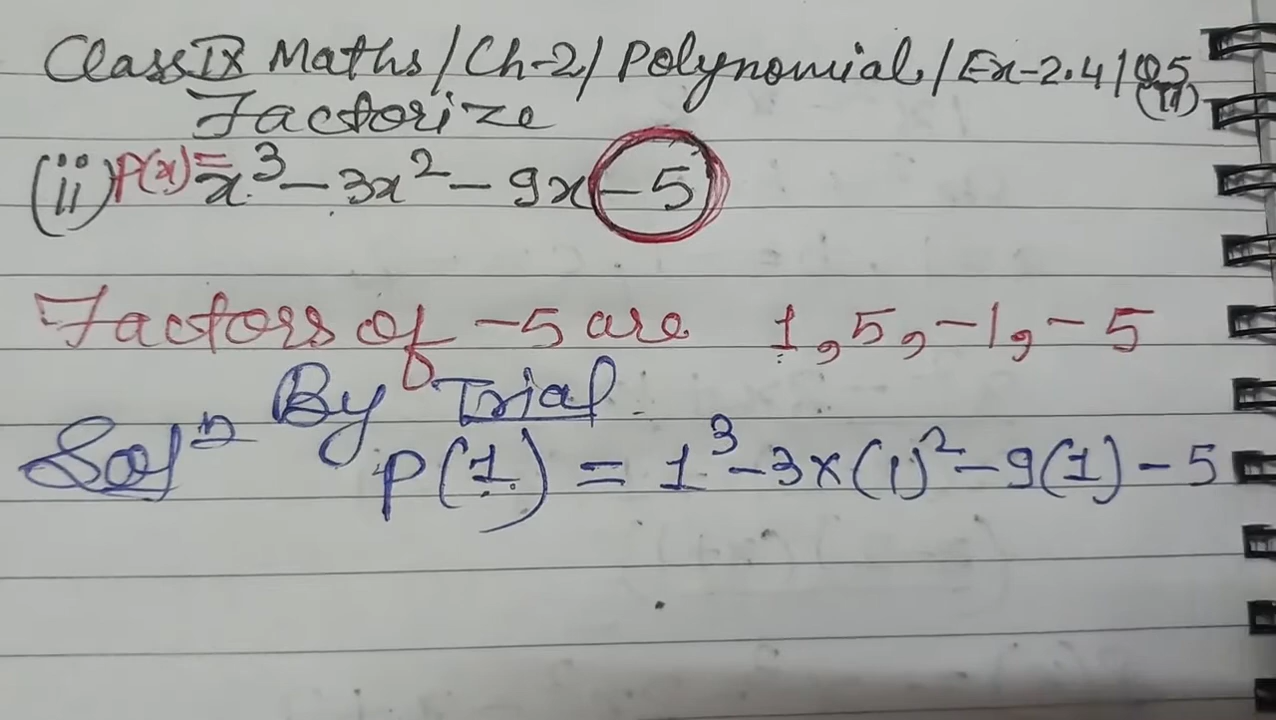 Class IX Maths/Ch-2/Polynomial/Ex-2.4/Q5
(ii)
Factorize
(ii) P(x)= x³-3x²-9x-5
Factors of -5 are 1,5,-1,-5
By Trial
Solⁿ
P(1) = 1³-3×(1)²-9(1)-5